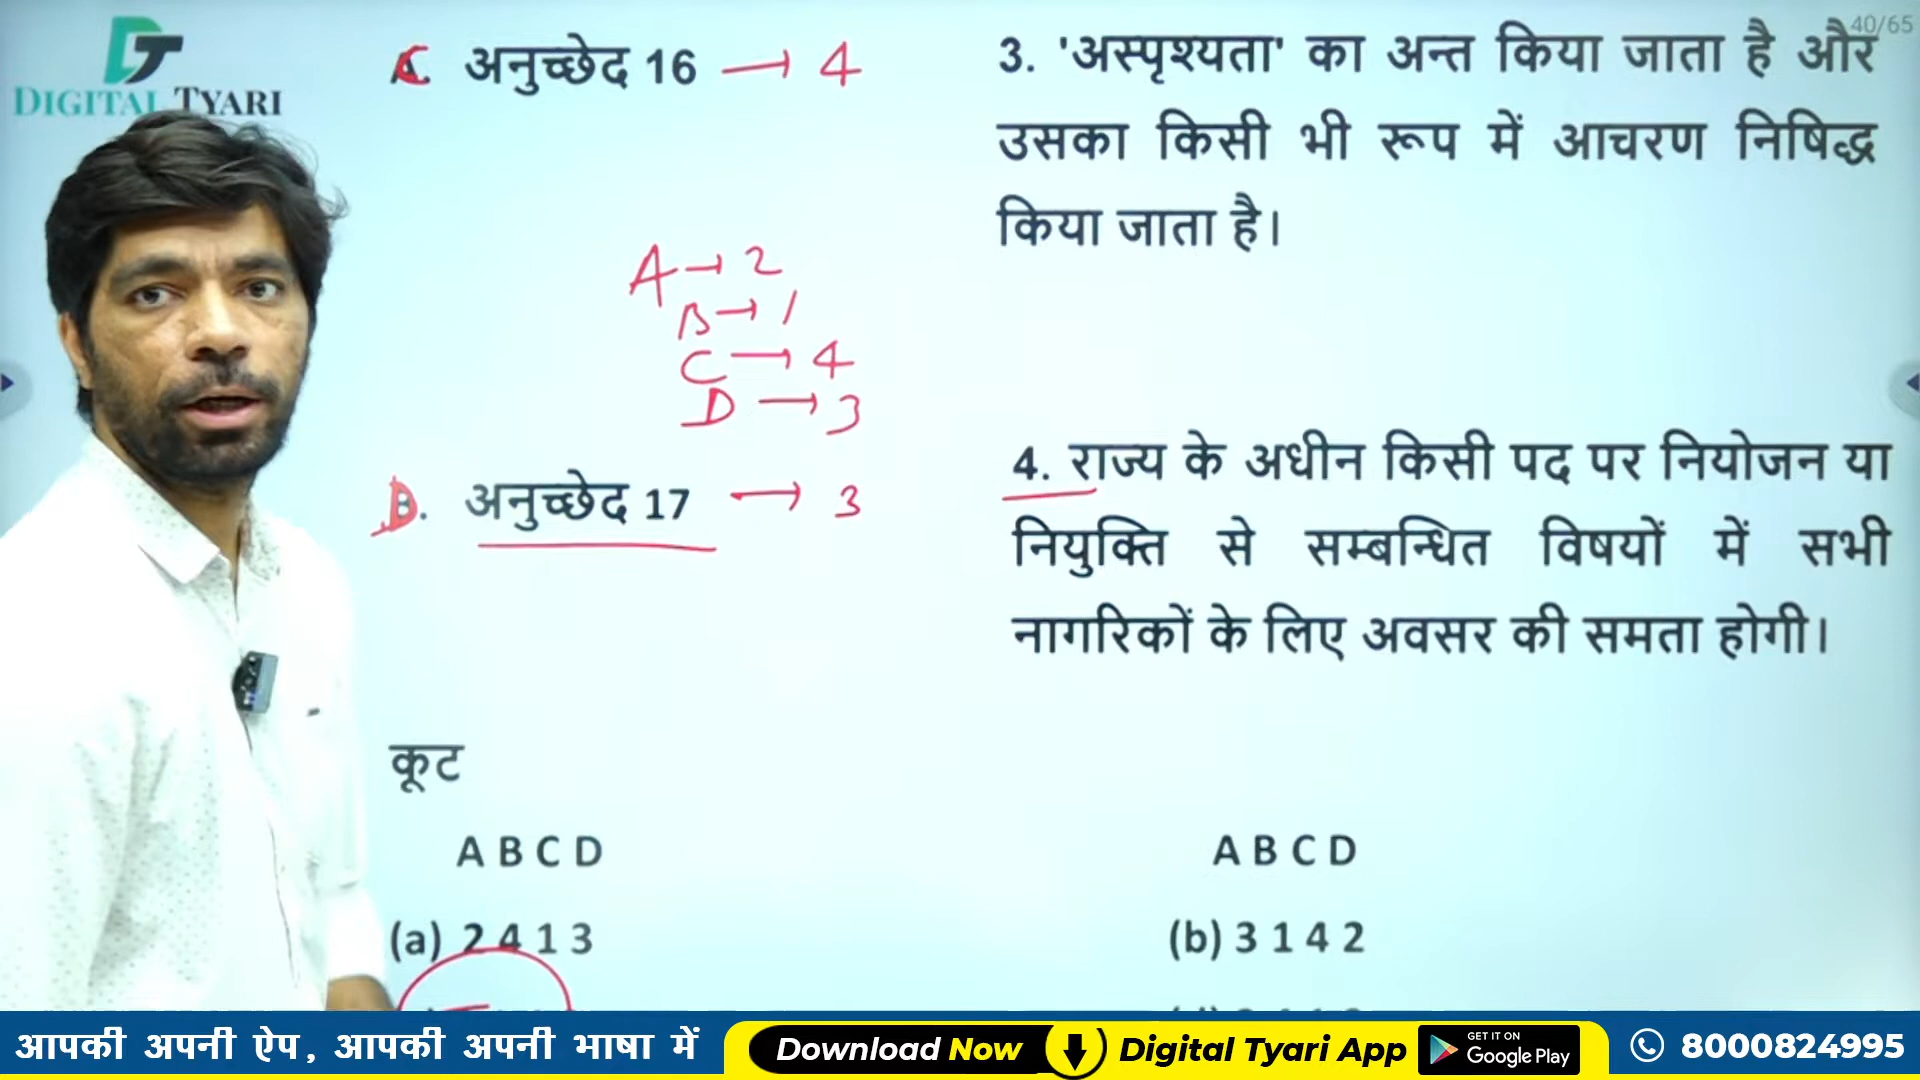 40/65
DIGITAL TYARI
C. अनुच्छेद 16 → 4
3. 'अस्पृश्यता' का अन्त किया जाता है और
उसका किसी भी रूप में आचरण निषिद्ध
किया जाता है।
A → 2
B → 1
C → 4
D → 3
D. अनुच्छेद 17 → 3
4. राज्य के अधीन किसी पद पर नियोजन या
नियुक्ति से सम्बन्धित विषयों में सभी
नागरिकों के लिए अवसर की समता होगी।
कूट
A B C D
A B C D
(a) 2 4 1 3
(b) 3 1 4 2
आपकी अपनी ऐप, आपकी अपनी भाषा में
Download Now
Digital Tyari App
GET IT ON
Google Play
8000824995